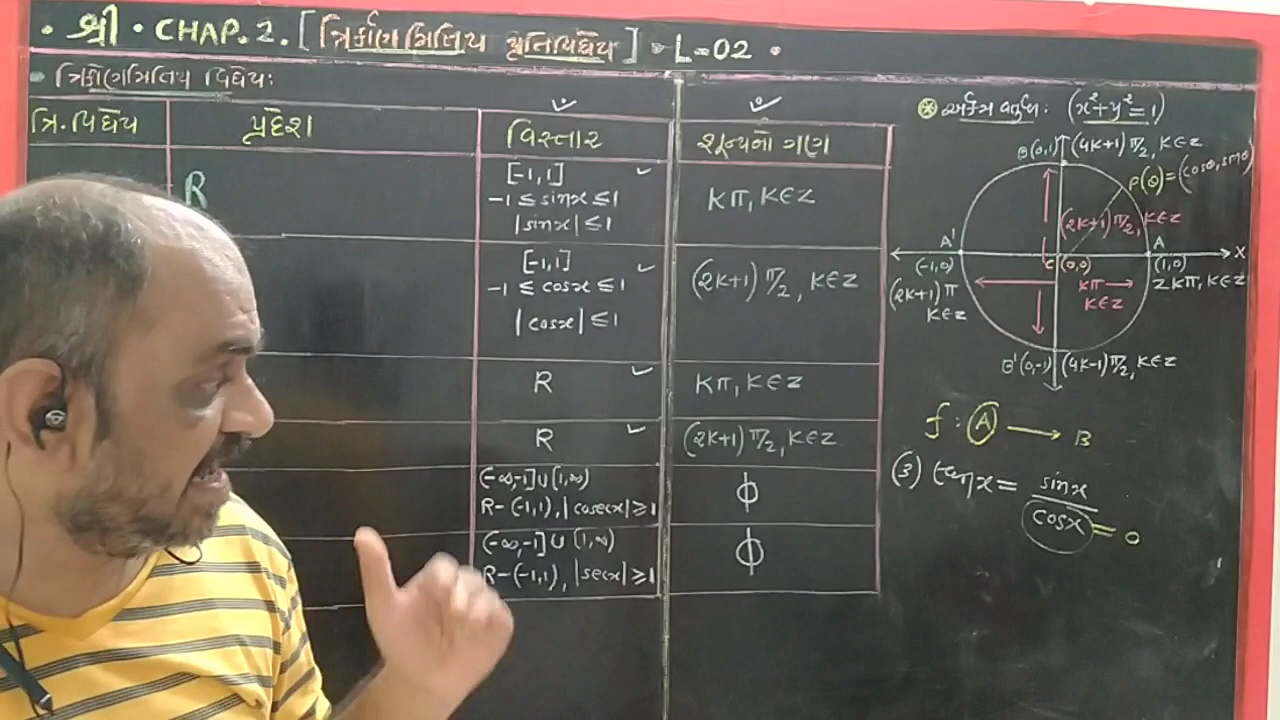 • શ્રી • CHAP. 2. [ ત્રિકોણમિતિય પ્રતિવિધેય ] • L-02 •
• ત્રિકોણમિતિય વિધેય:
ત્રિ. વિધેય પ્રદેશ વિસ્તાર શૂન્યનો ગણ
R
[-1,1]
-1 ≤ sinx ≤ 1
|sinx| ≤ 1
Kπ, K∈Z
[-1,1]
-1 ≤ cosx ≤ 1
|cosx| ≤ 1
(2K+1)π/2, K∈Z
R Kπ, K∈Z
R (2K+1)π/2, K∈Z
(-∞,-1]∪[1,∞)
R-(-1,1), |cosecx| ≥ 1
ϕ
(-∞,-1]∪[1,∞)
R-(-1,1), |secx| ≥ 1
ϕ
એકમ વર્તુળ: (x²+y²=1)
B(0,1) (4K+1)π/2, K∈Z
P(θ)=(cosθ,sinθ)
(2K+1)π/2, K∈Z
A' A X
(-1,0) C (0,0) (1,0)
(2K+1)π
K∈Z
Kπ
K∈Z
2Kπ, K∈Z
B'(0,-1) (4K-1)π/2, K∈Z
f : A → B
(3) tanx = sinx
cosx = 0